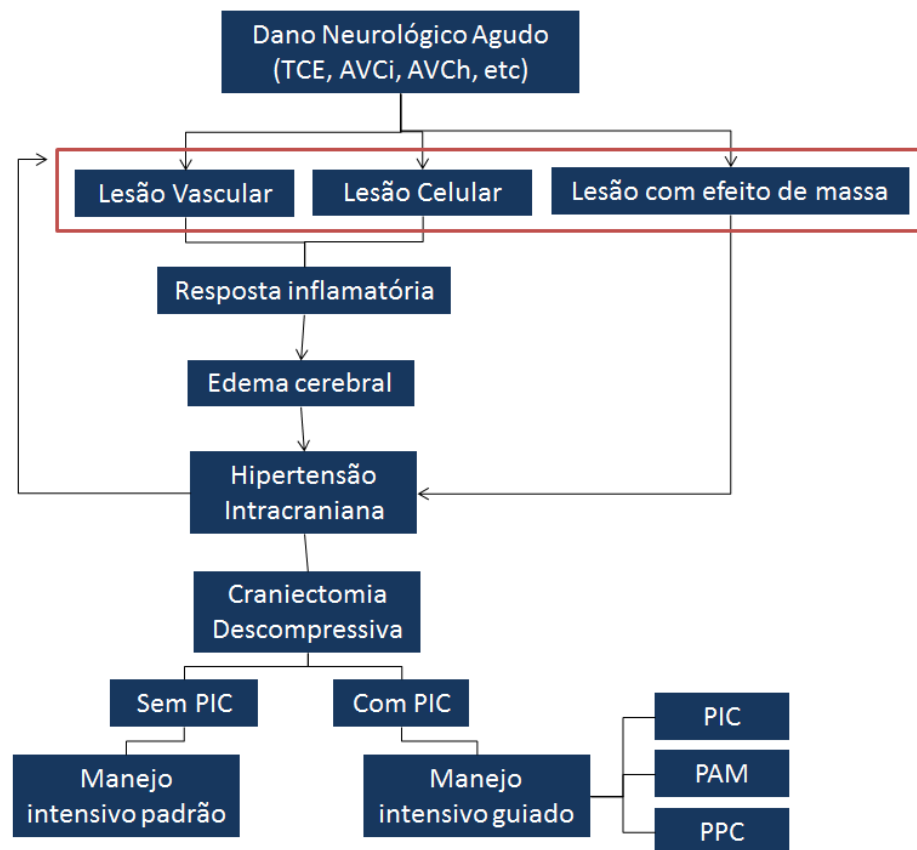 Dano Neurológico Agudo
(TCE, AVCi, AVCh, etc)
Lesão Vascular
Lesão Celular
Lesão com efeito de massa
Resposta inflamatória
Edema cerebral
Hipertensão
Intracraniana
Craniectomia
Descompressiva
Sem PIC
Com PIC
PIC
Manejo
intensivo padrão
Manejo
intensivo guiado
PAM
PPC